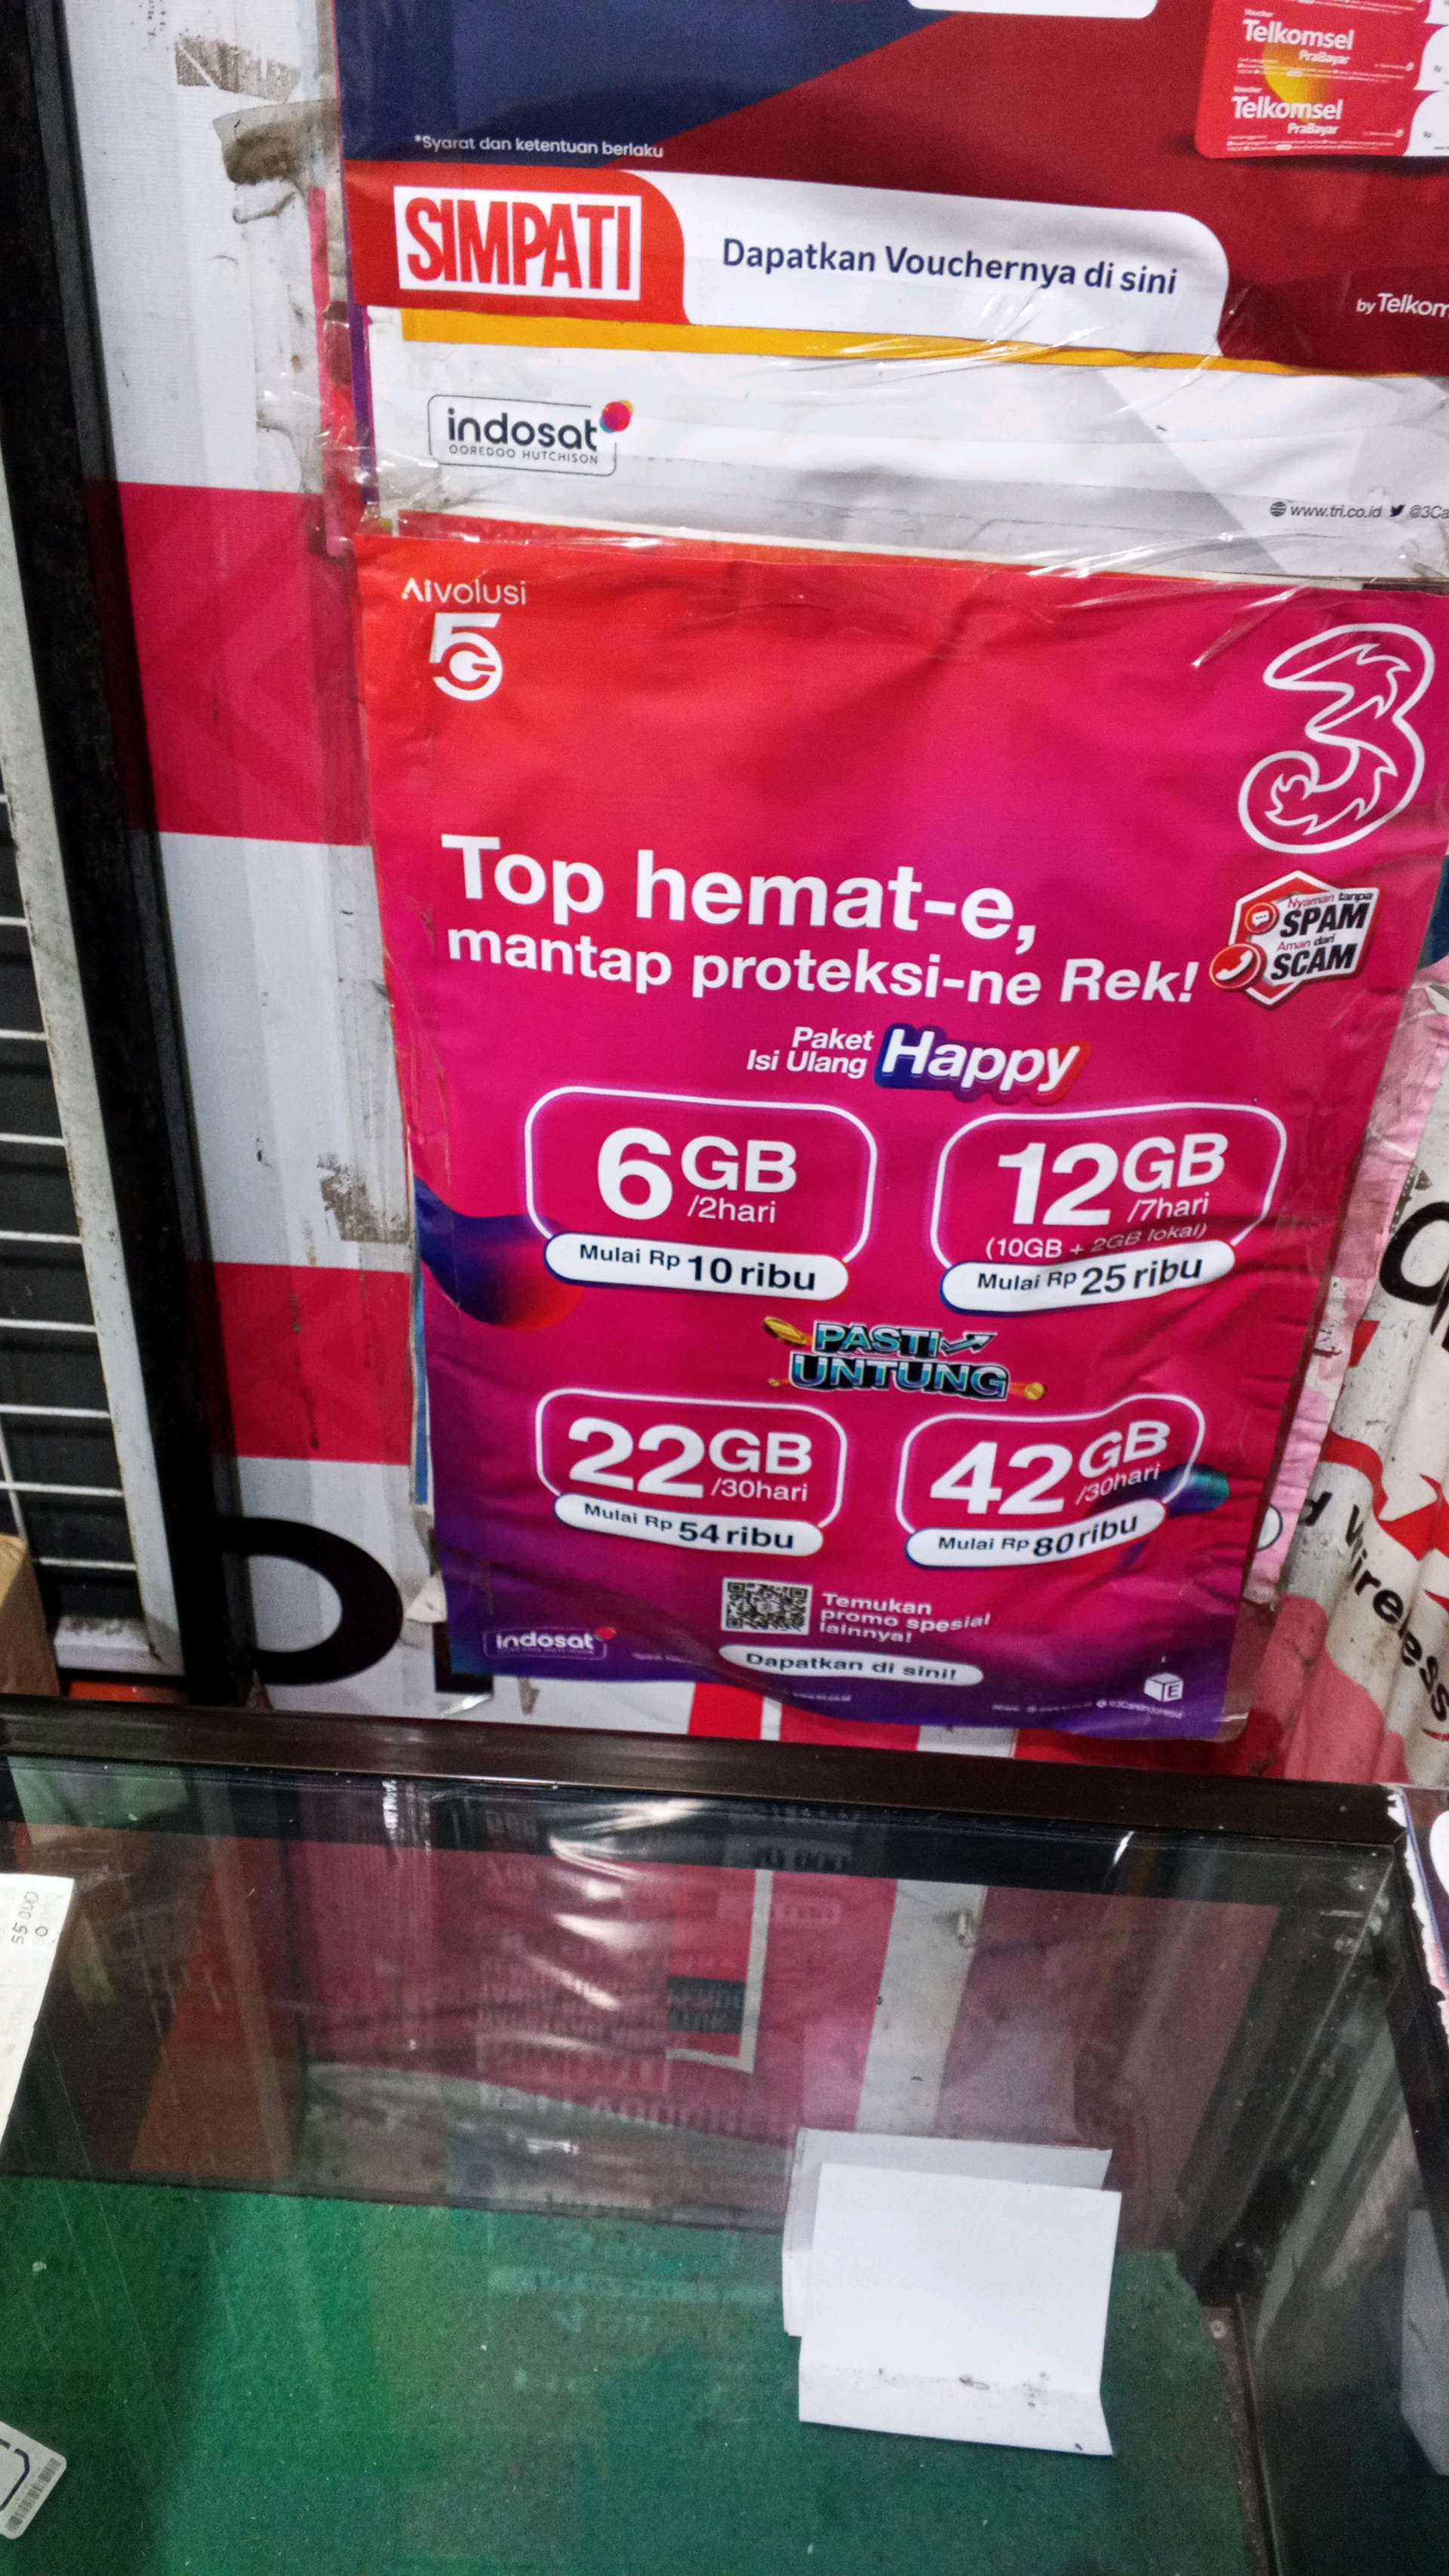 Telkomsel
PraBayar
Telkomsel
PraBayar
*Syarat dan ketentuan berlaku
SIMPATI
Dapatkan Vouchernya di sini
by Telkom
indosat
OOREDOO HUTCHISON
www.tri.co.id @3Ca
Aivolusi
5G
3
Top hemat-e,
mantap proteksi-ne Rek!
Nyaman tanpa
SPAM
Aman dari
SCAM
Paket
Isi Ulang
Happy
6GB
/2hari
Mulai Rp 10 ribu
12GB
/7hari
(10GB + 2GB lokal)
Mulai Rp 25 ribu
PASTI
UNTUNG
22GB
/30hari
Mulai Rp 54 ribu
42GB
/30hari
Mulai Rp 80 ribu
Temukan
promo spesial
lainnya!
Dapatkan di sini!
indosat
E
d Wireless
55 000